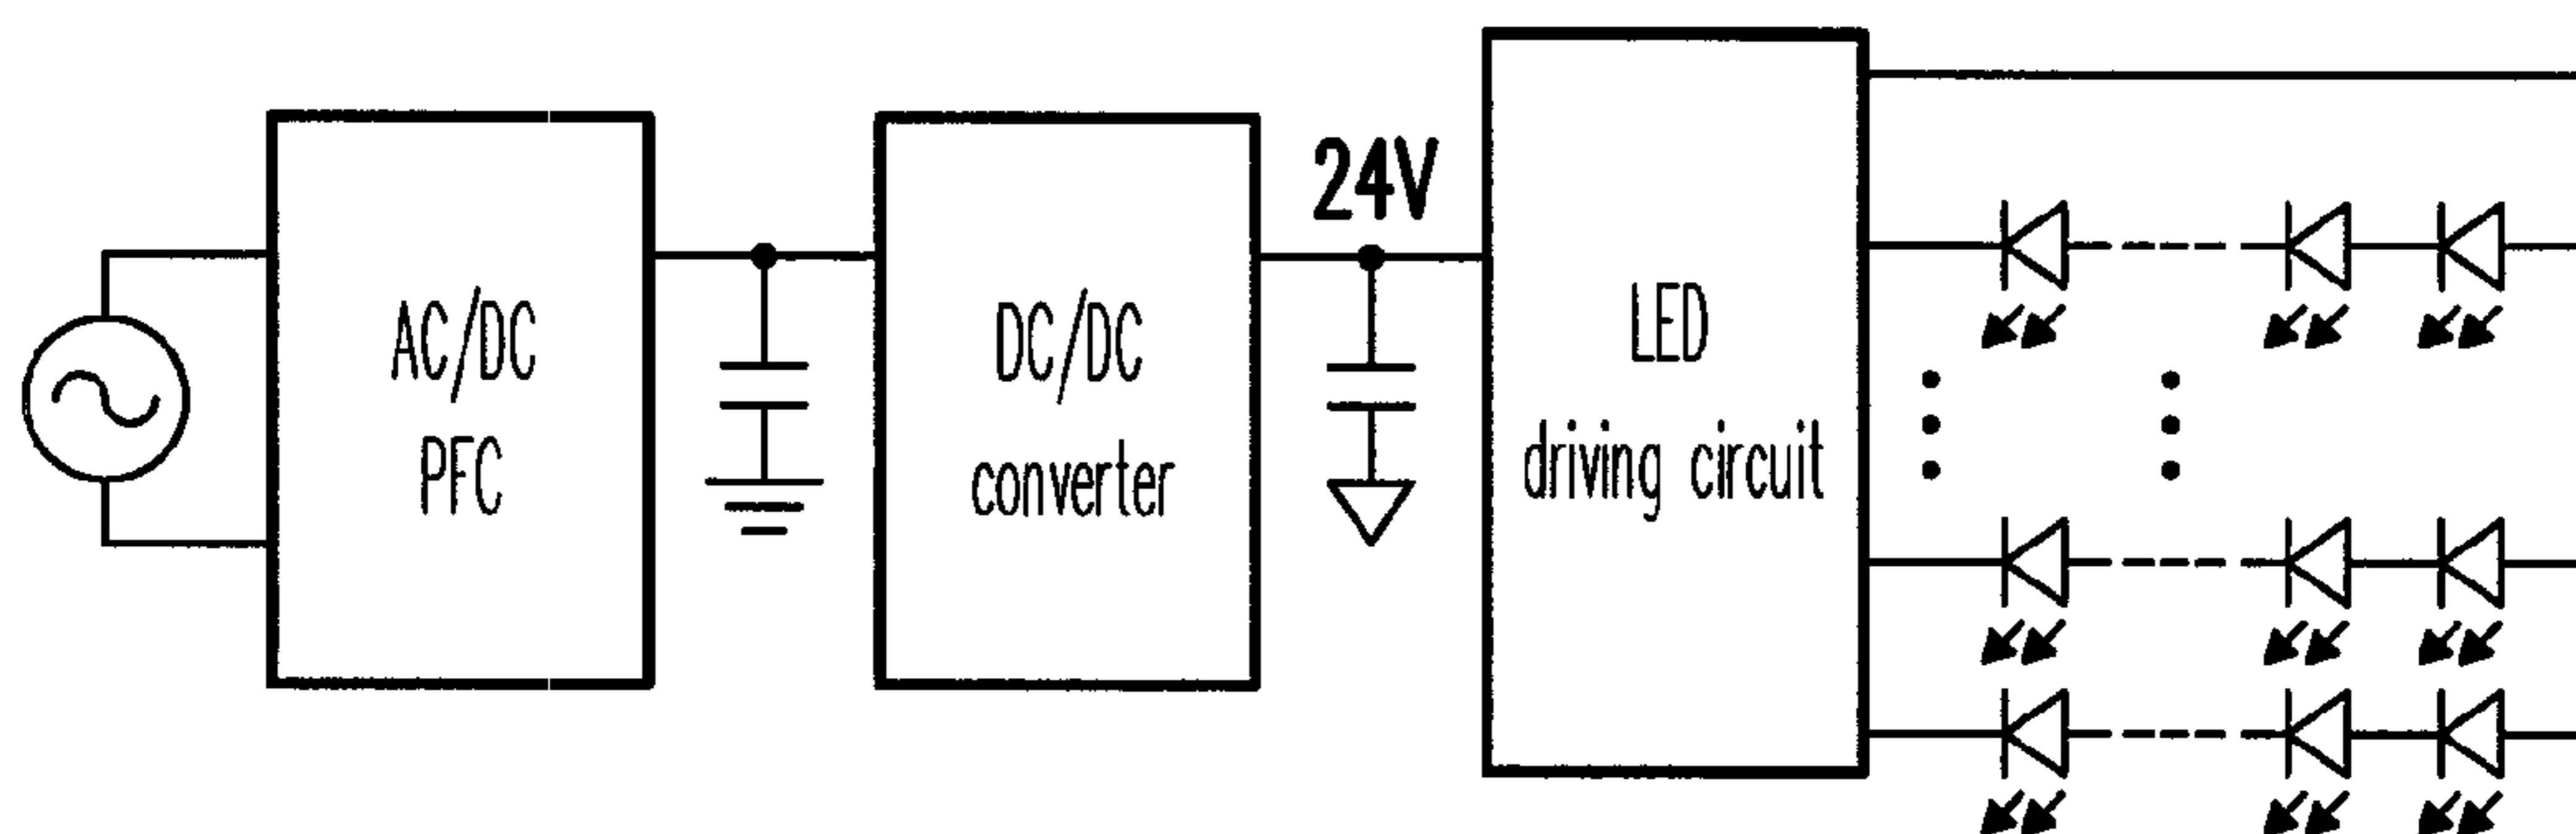 AC/DC
PFC
DC/DC
converter
24V
LED
driving circuit